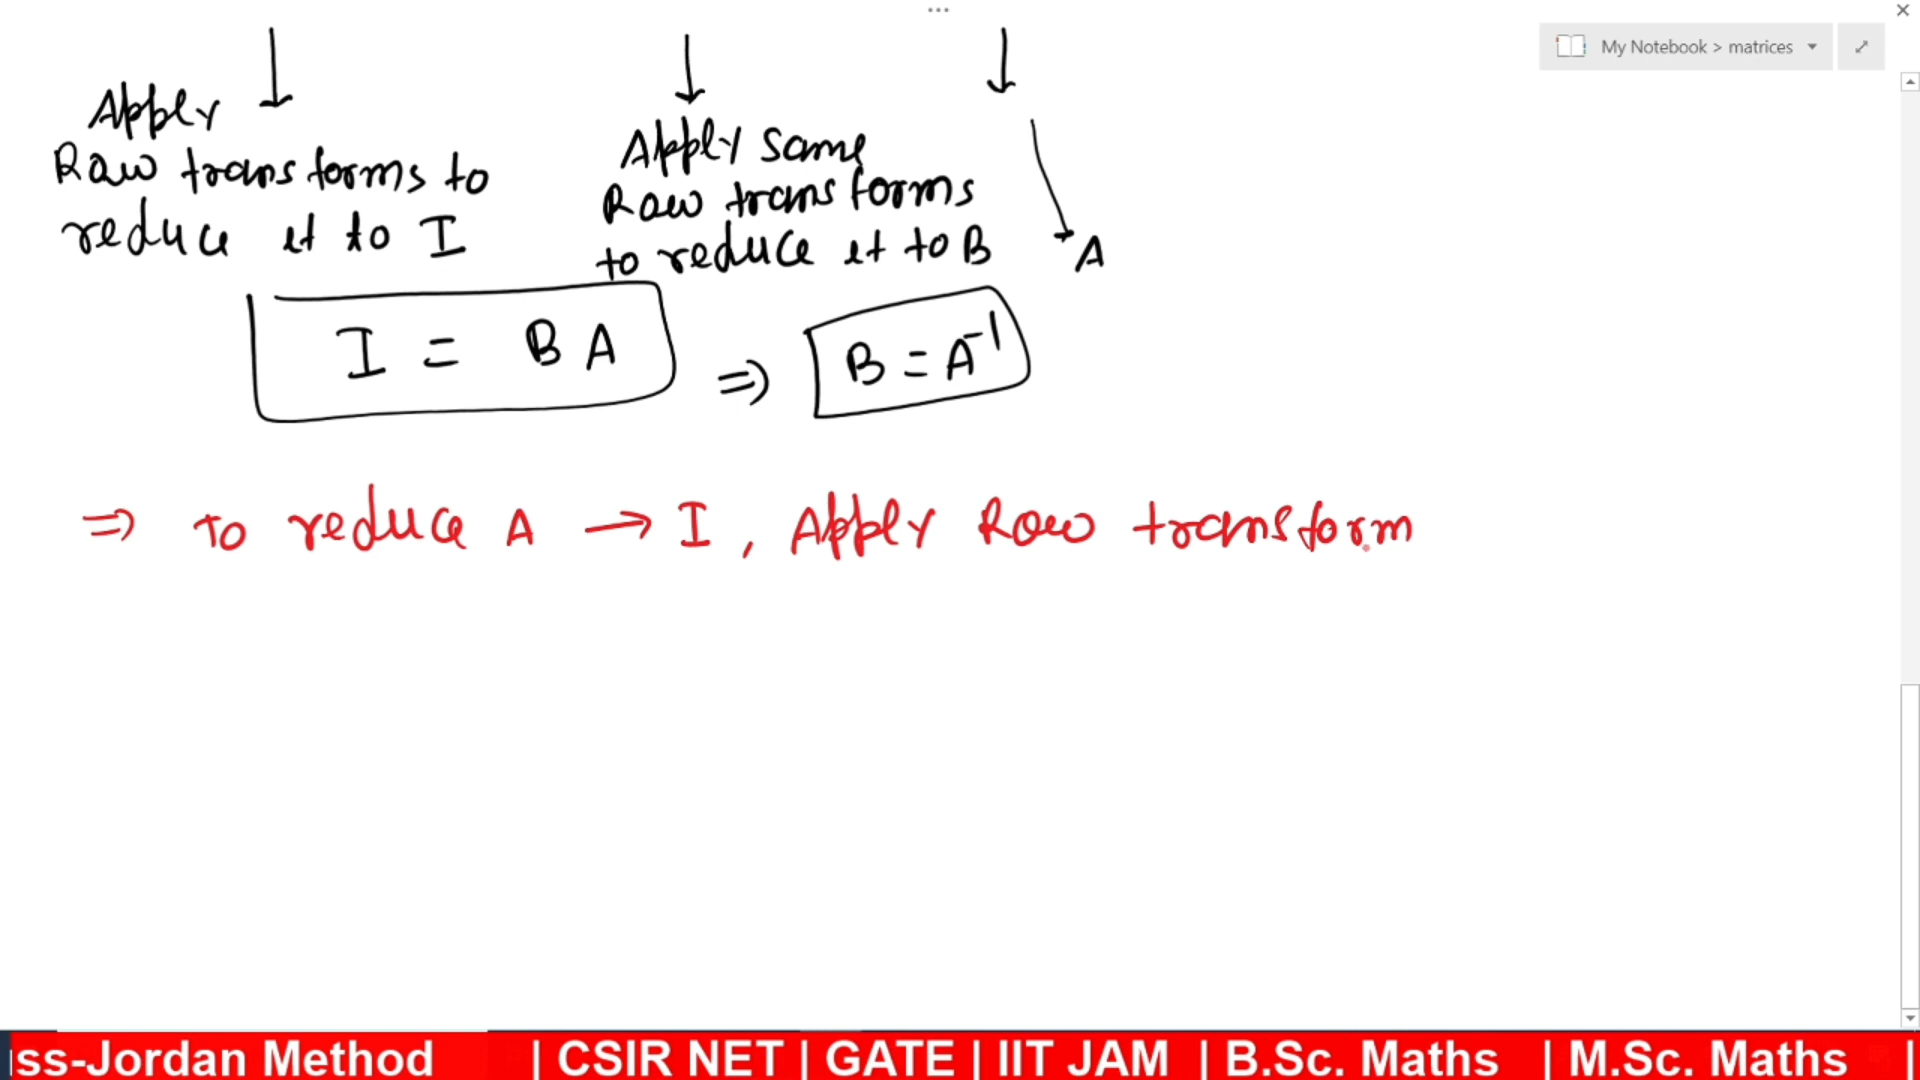 My Notebook > matrices
Apply
Raw transforms to
reduce it to I
Apply same
Raw transforms
to reduce it to B
A
I = B A
⇒ B = A⁻¹
⇒ To reduce A → I, Apply Row transform
ss-Jordan Method | CSIR NET | GATE | IIT JAM | B.Sc. Maths | M.Sc. Maths |